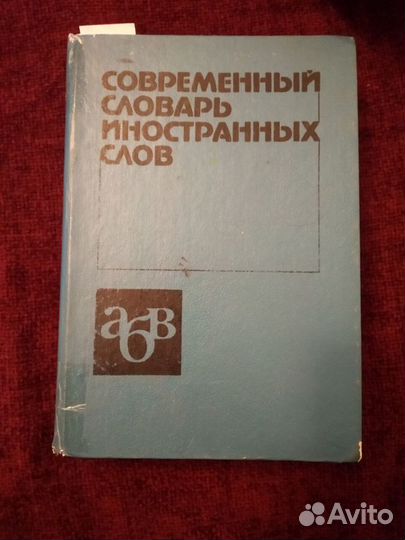 СОВРЕМЕННЫЙ
СЛОВАРЬ
ИНОСТРАННЫХ
СЛОВ
абв
Avito